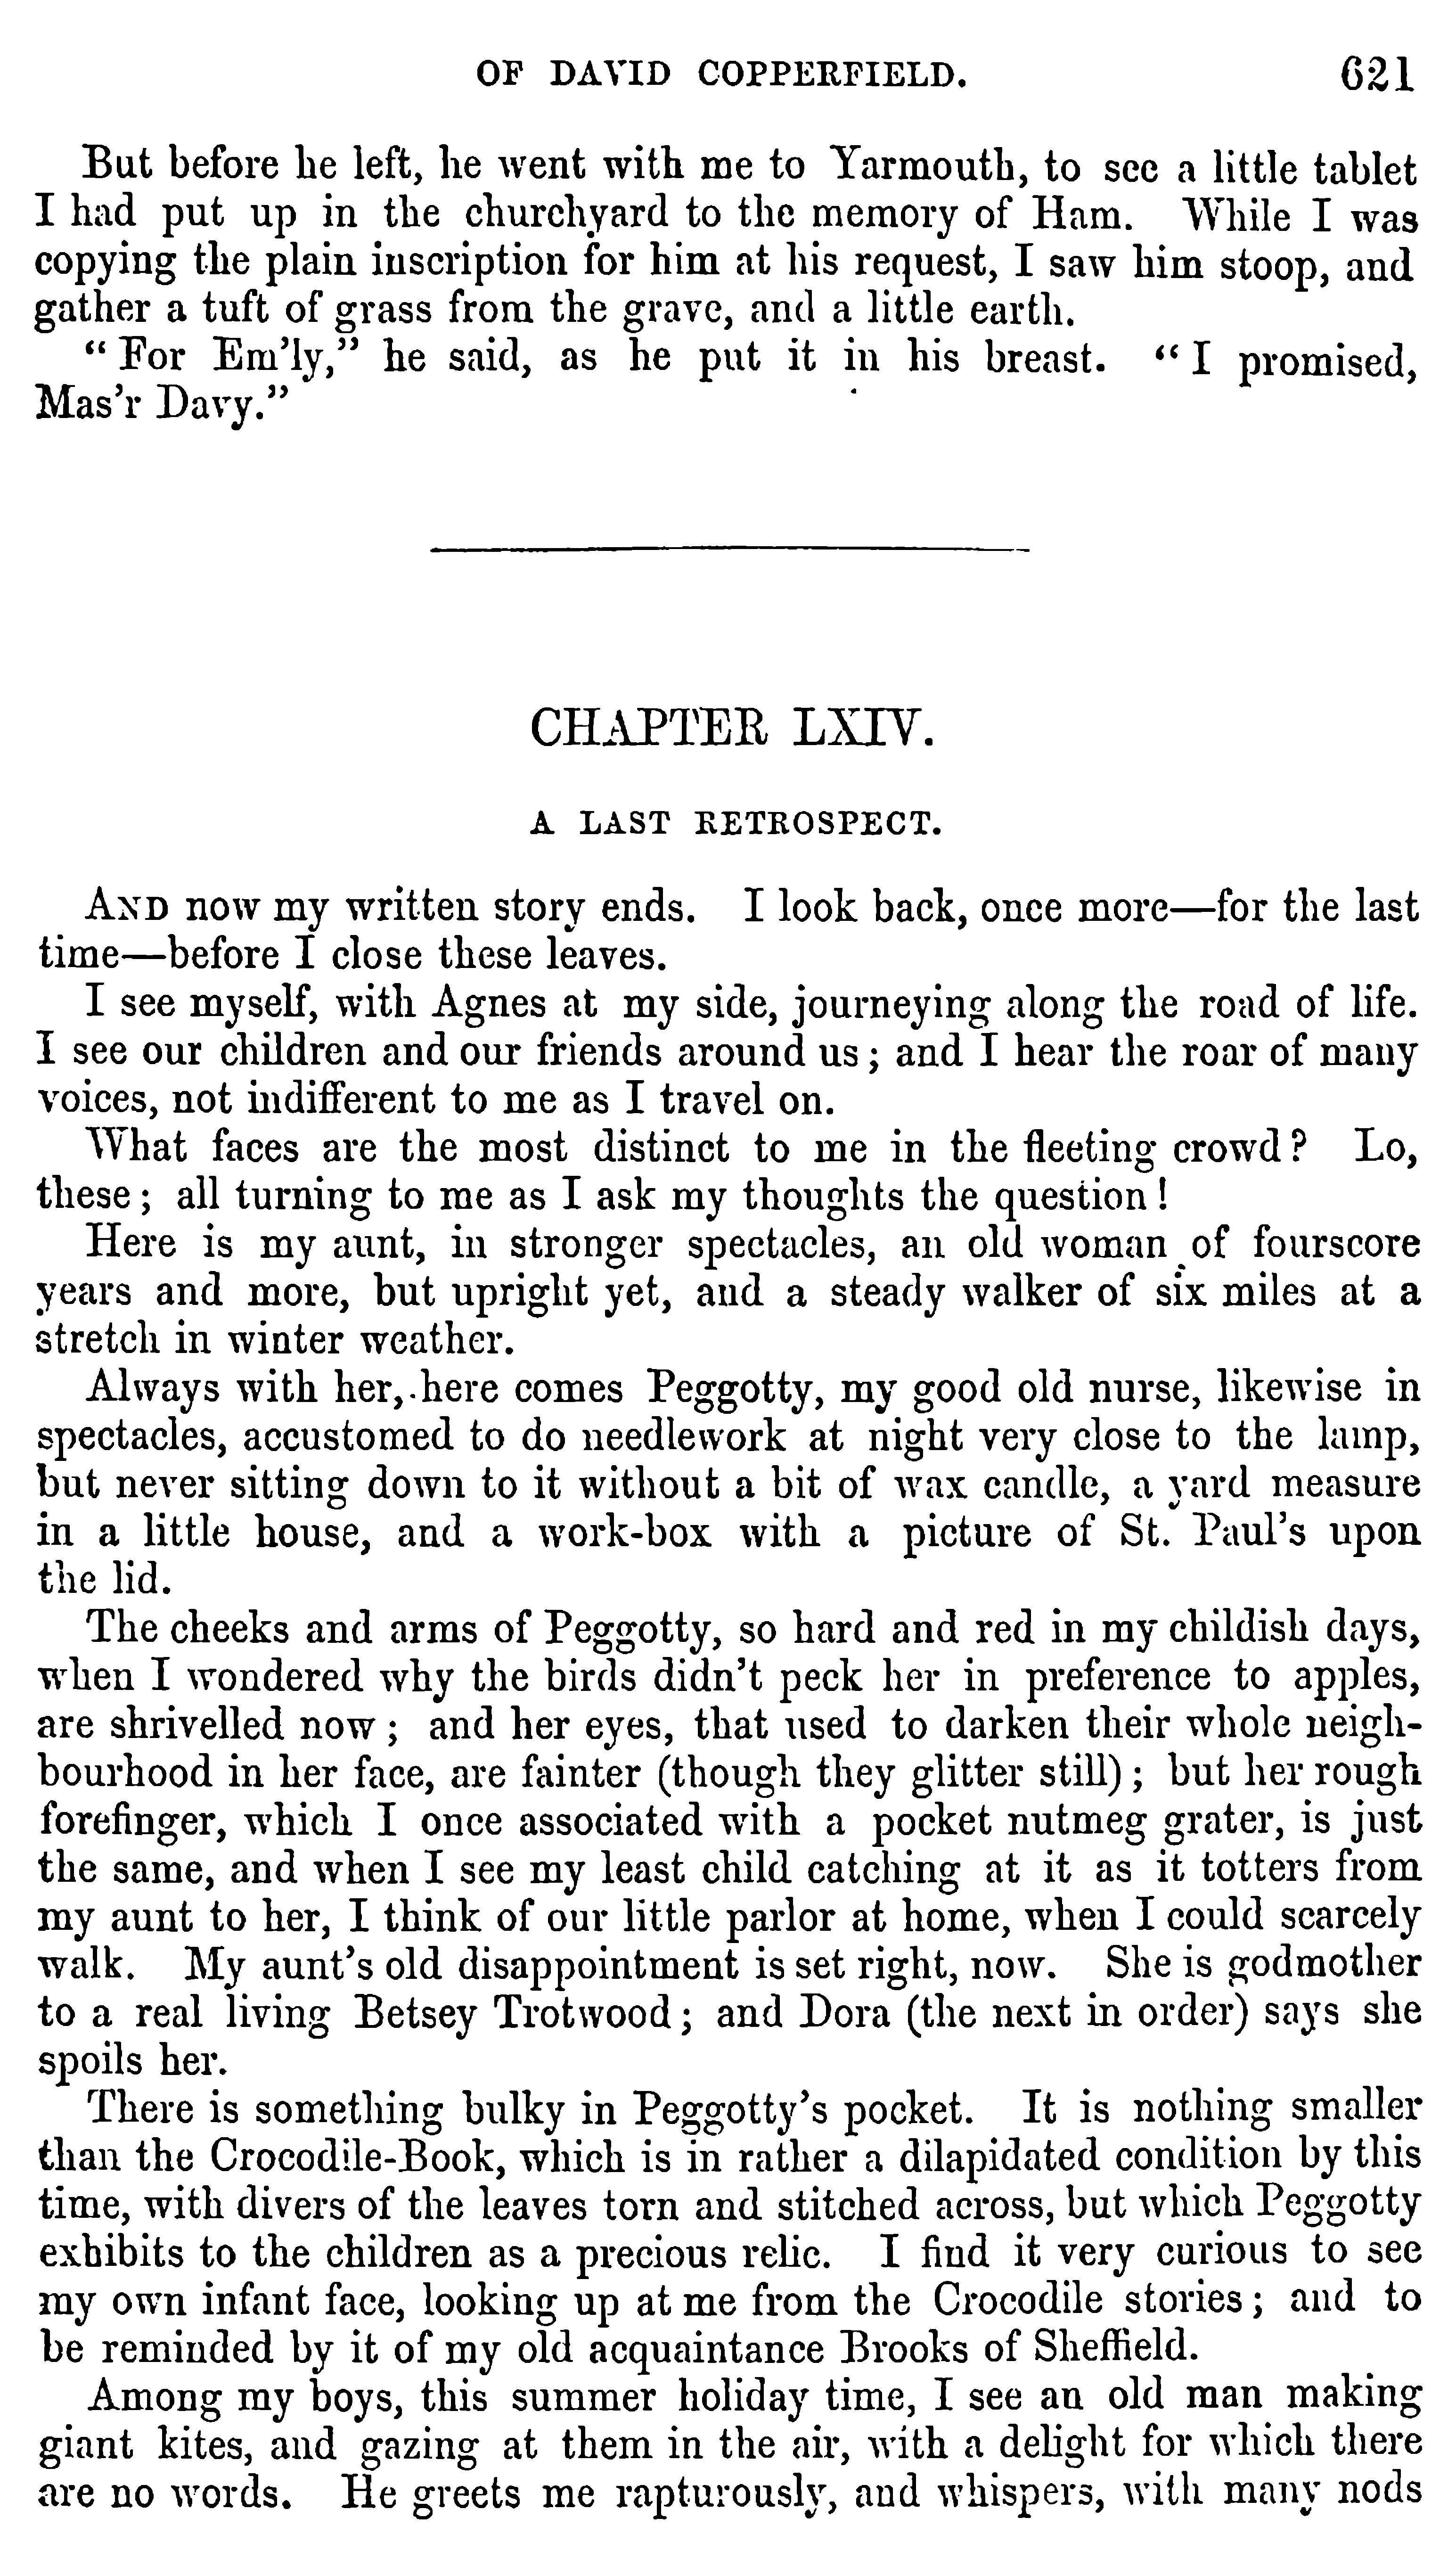 OF DAVID COPPERFIELD. 621
But before he left, he went with me to Yarmouth, to see a little tablet
I had put up in the churchyard to the memory of Ham. While I was
copying the plain inscription for him at his request, I saw him stoop, and
gather a tuft of grass from the grave, and a little earth.
“For Em’ly,” he said, as he put it in his breast. “I promised,
Mas’r Davy.”
CHAPTER LXIV.
A LAST RETROSPECT.
AND now my written story ends. I look back, once more—for the last
time—before I close these leaves.
I see myself, with Agnes at my side, journeying along the road of life.
I see our children and our friends around us; and I hear the roar of many
voices, not indifferent to me as I travel on.
What faces are the most distinct to me in the fleeting crowd? Lo,
these; all turning to me as I ask my thoughts the question!
Here is my aunt, in stronger spectacles, an old woman of fourscore
years and more, but upright yet, and a steady walker of six miles at a
stretch in winter weather.
Always with her, here comes Peggotty, my good old nurse, likewise in
spectacles, accustomed to do needlework at night very close to the lamp,
but never sitting down to it without a bit of wax candle, a yard measure
in a little house, and a work-box with a picture of St. Paul’s upon
the lid.
The cheeks and arms of Peggotty, so hard and red in my childish days,
when I wondered why the birds didn’t peck her in preference to apples,
are shrivelled now; and her eyes, that used to darken their whole neigh-
bourhood in her face, are fainter (though they glitter still); but her rough
forefinger, which I once associated with a pocket nutmeg grater, is just
the same, and when I see my least child catching at it as it totters from
my aunt to her, I think of our little parlor at home, when I could scarcely
walk. My aunt’s old disappointment is set right, now. She is godmother
to a real living Betsey Trotwood; and Dora (the next in order) says she
spoils her.
There is something bulky in Peggotty’s pocket. It is nothing smaller
than the Crocodile-Book, which is in rather a dilapidated condition by this
time, with divers of the leaves torn and stitched across, but which Peggotty
exhibits to the children as a precious relic. I find it very curious to see
my own infant face, looking up at me from the Crocodile stories; and to
be reminded by it of my old acquaintance Brooks of Sheffield.
Among my boys, this summer holiday time, I see an old man making
giant kites, and gazing at them in the air, with a delight for which there
are no words. He greets me rapturously, and whispers, with many nods